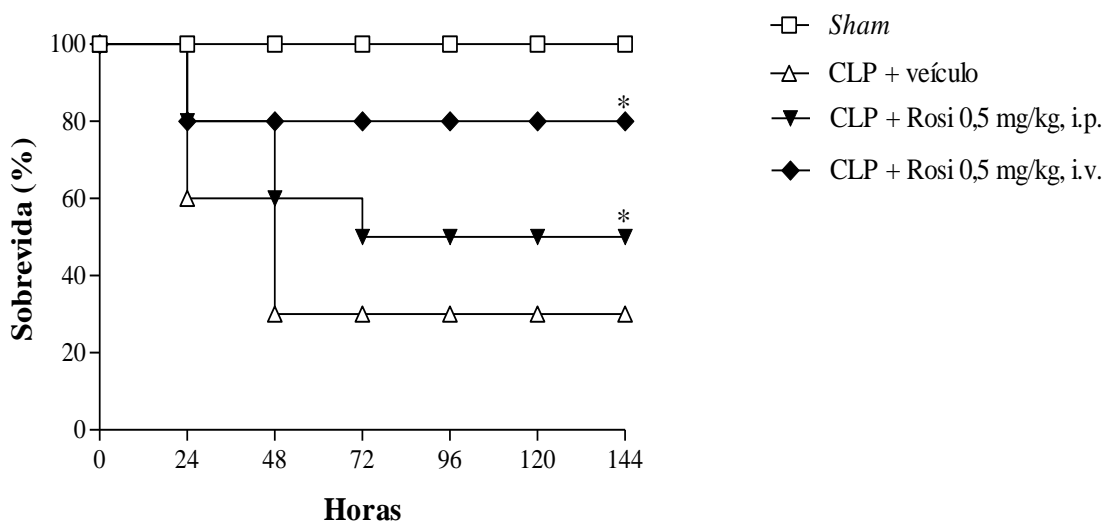 Sobrevida (%)
100
80
60
40
20
0
*
*
0 24 48 72 96 120 144
Horas
Sham
CLP + veículo
CLP + Rosi 0,5 mg/kg, i.p.
CLP + Rosi 0,5 mg/kg, i.v.